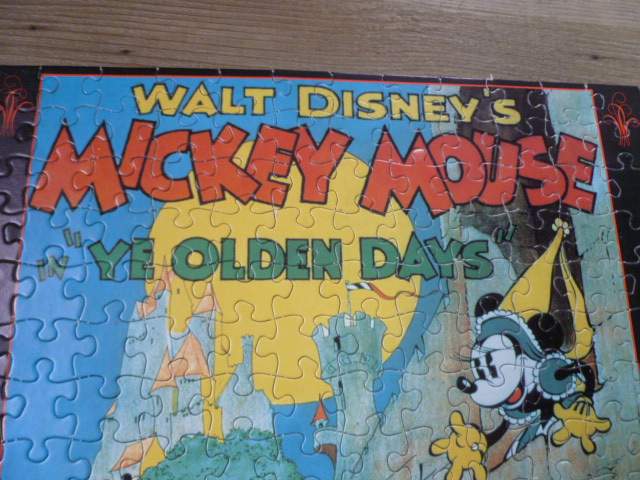 WALT DISNEY'S
MICKEY MOUSE
IN "YE OLDEN DAYS"